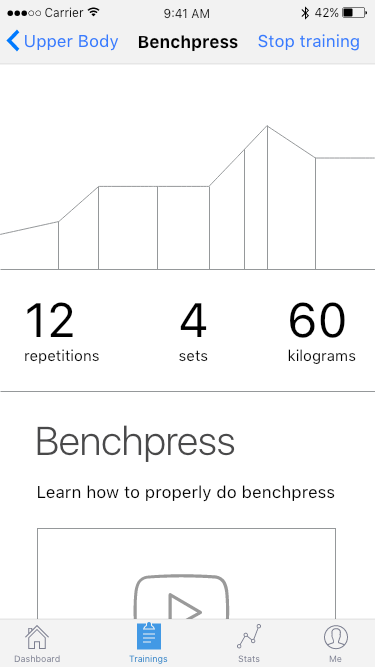 Carrier 9:41 AM 42%
Upper Body Benchpress Stop training
12 4 60
repetitions sets kilograms
Benchpress
Learn how to properly do benchpress
Dashboard Trainings Stats Me